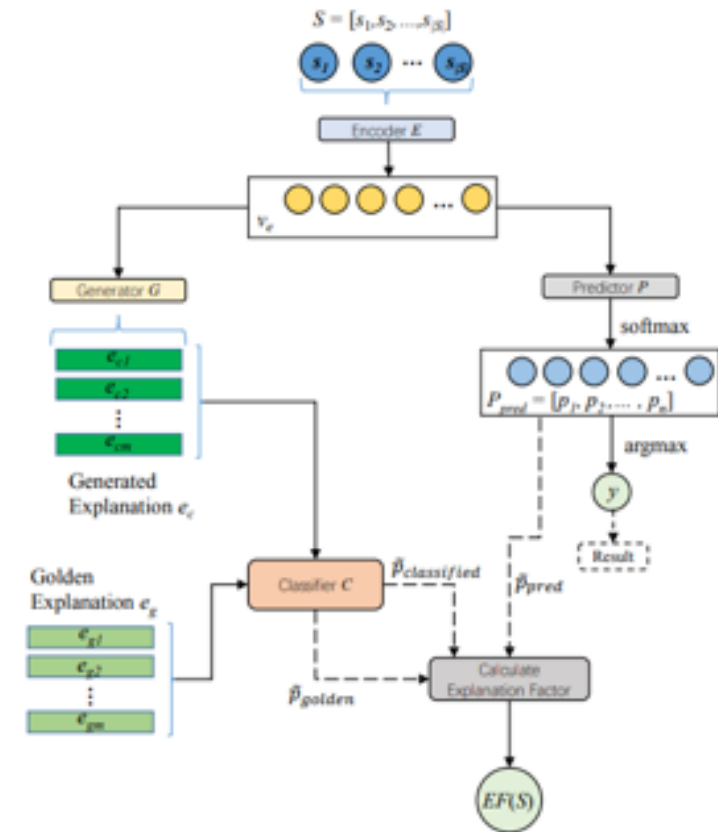 S = [s1,s2,...,s|S|]
s1 s2 ... s|S|
Encoder E
ve
...
Generator G
Predictor P
softmax
ec1
ec2
⋮
ecm
...
Ppred = [p1, p2,... , pn]
argmax
Generated
Explanation ec
y
Result
Golden
Explanation eg
Classifier C
p̃classified
p̃pred
eg1
eg2
⋮
egm
p̃golden
Calculate
Explanation Factor
EF(S)